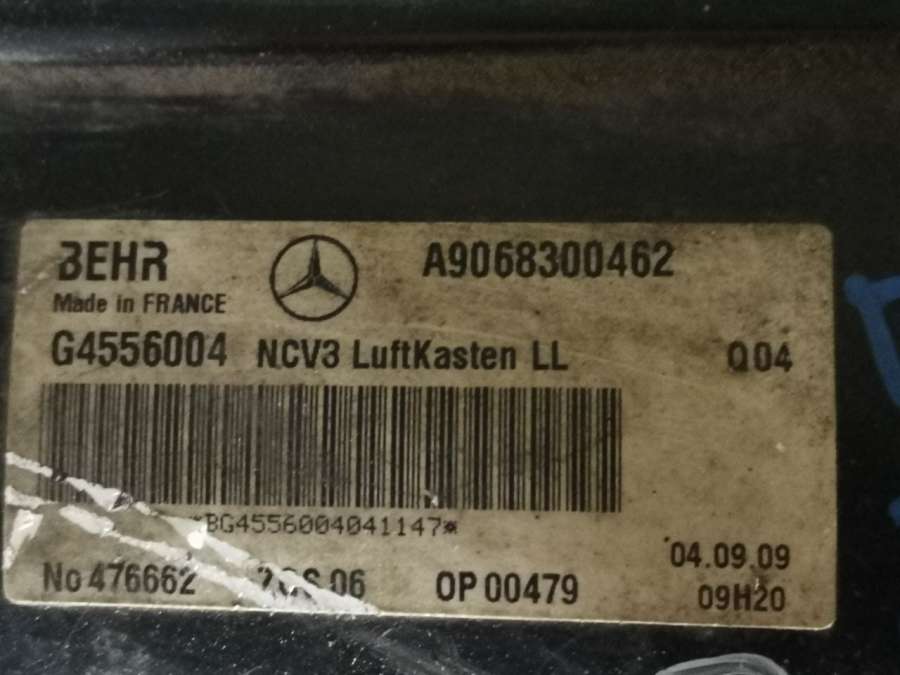 BEHR
A9068300462
Made in FRANCE
G4556004 NCV3 LuftKasten LL Q04
*BG4556004041147*
04.09.09
No 476662 06 OP 00479
09H20